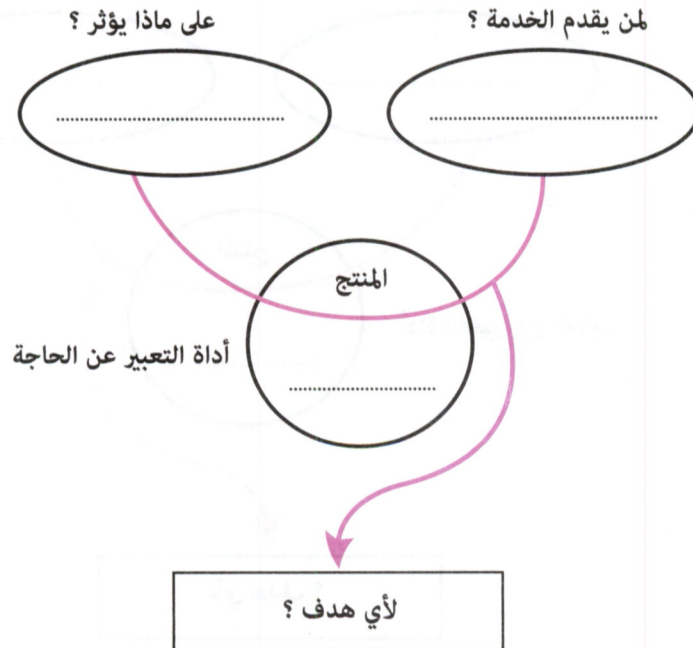 لمن يقدم الخدمة ؟
على ماذا يؤثر ؟
................................
................................
المنتج
أداة التعبير عن الحاجة
.....................
لأي هدف ؟